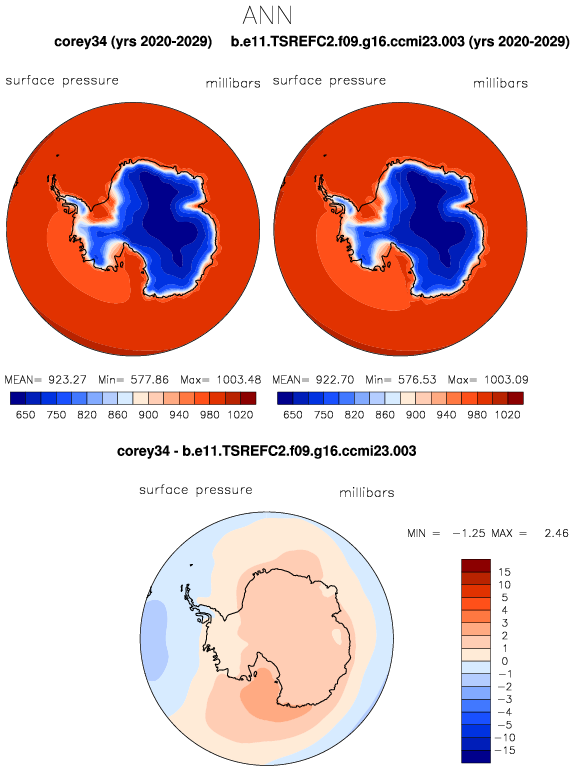 ANN
corey34 (yrs 2020-2029) b.e11.TSREFC2.f09.g16.ccmi23.003 (yrs 2020-2029)
surface pressure millibars surface pressure millibars
MEAN= 923.27 Min= 577.86 Max= 1003.48 MEAN= 922.70 Min= 576.53 Max= 1003.09
650 750 820 860 900 940 980 1020 650 750 820 860 900 940 980 1020
corey34 - b.e11.TSREFC2.f09.g16.ccmi23.003
surface pressure millibars
MIN = -1.25 MAX = 2.46
15
10
5
4
3
2
1
0
-1
-2
-3
-4
-5
-10
-15